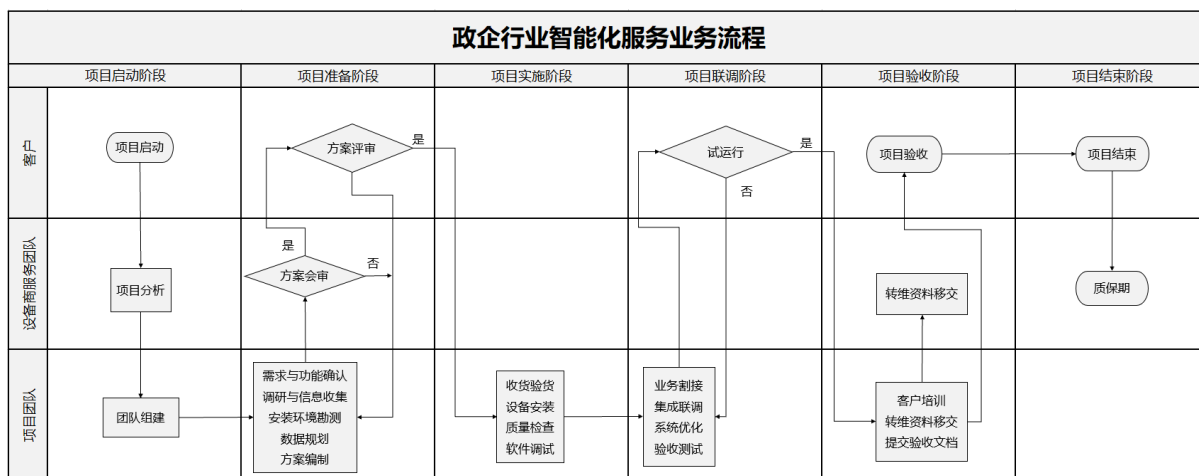 政企行业智能化服务业务流程
项目启动阶段
项目准备阶段
项目实施阶段
项目联调阶段
项目验收阶段
项目结束阶段
客户
项目启动
方案评审
是
试运行
是
否
项目验收
项目结束
设备商服务团队
项目分析
是
方案会审
否
转维资料移交
质保期
项目团队
团队组建
需求与功能确认
调研与信息收集
安装环境勘测
数据规划
方案编制
收货验货
设备安装
质量检查
软件调试
业务割接
集成联调
系统优化
验收测试
客户培训
转维资料移交
提交验收文档